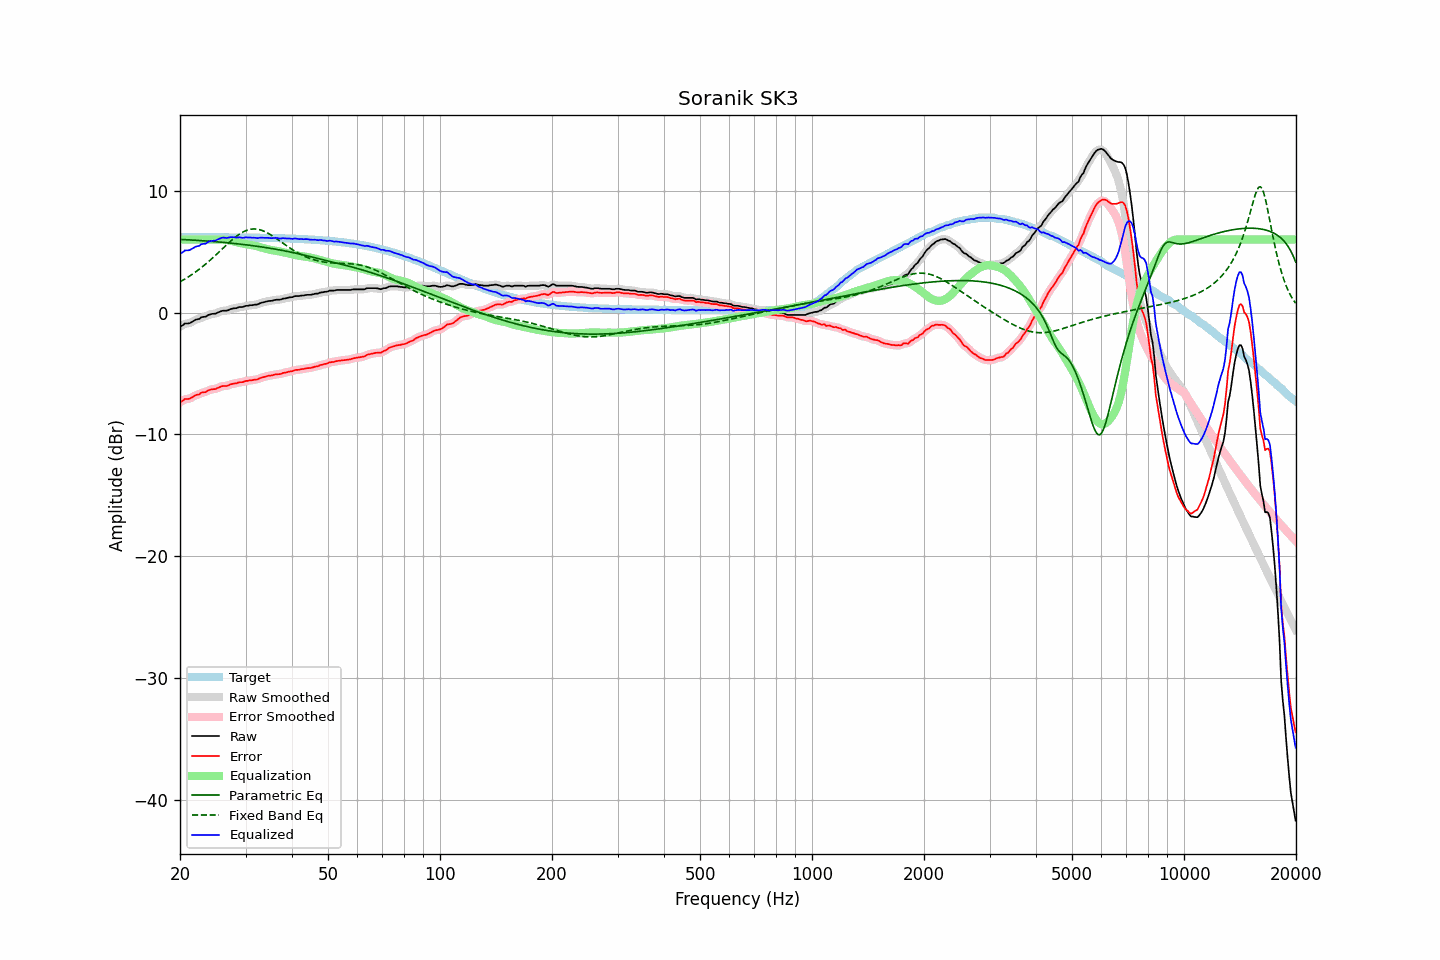 Soranik SK3
Amplitude (dBr)
10
0
−10
−20
−30
−40
Target
Raw Smoothed
Error Smoothed
Raw
Error
Equalization
Parametric Eq
Fixed Band Eq
Equalized
20 50 100 200 500 1000 2000 5000 10000 20000
Frequency (Hz)